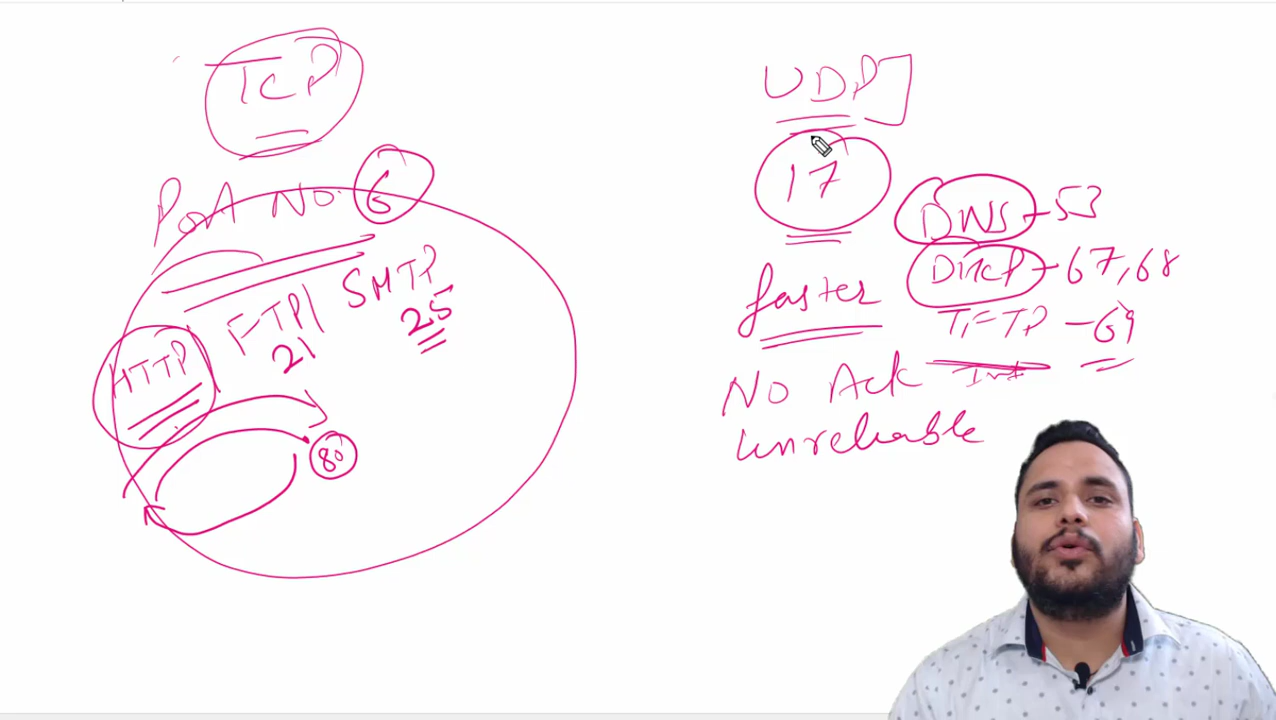 TCP
Port No. 6
HTTP
80
FTP
21
SMTP
25
UDP
17
faster
No Ack
Unreliable
DNS - 53
DHCP - 67, 68
TFTP - 69